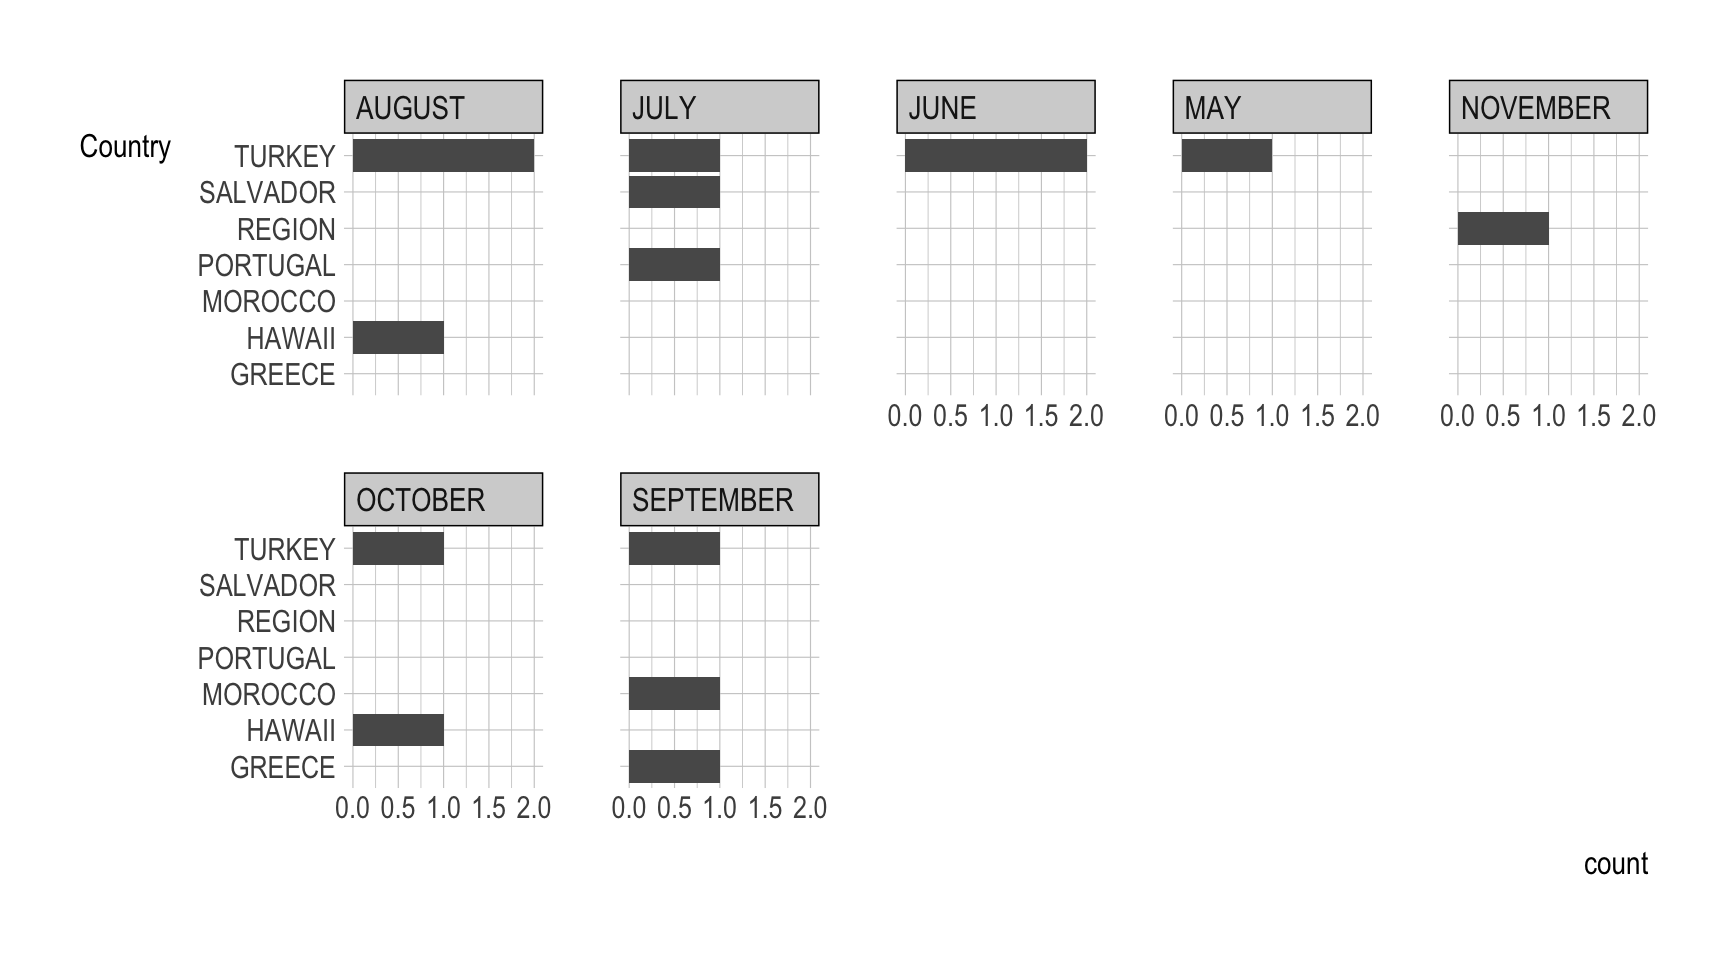 AUGUST JULY JUNE MAY NOVEMBER
Country
TURKEY
SALVADOR
REGION
PORTUGAL
MOROCCO
HAWAII
GREECE
0.0 0.5 1.0 1.5 2.0 0.0 0.5 1.0 1.5 2.0 0.0 0.5 1.0 1.5 2.0
OCTOBER SEPTEMBER
TURKEY
SALVADOR
REGION
PORTUGAL
MOROCCO
HAWAII
GREECE
0.0 0.5 1.0 1.5 2.0 0.0 0.5 1.0 1.5 2.0
count